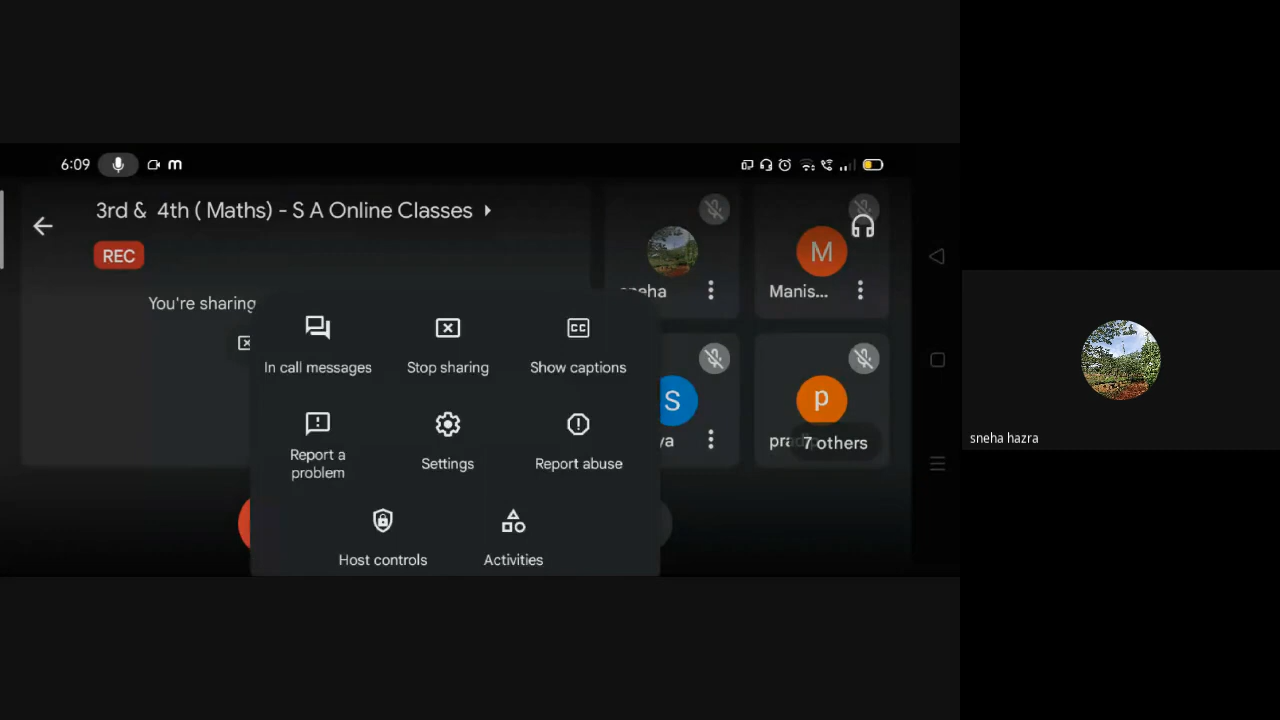 6:09
3rd & 4th ( Maths) - S A Online Classes
REC
You're sharing
sneha
M
Manis...
In call messages
Stop sharing
Show captions
S
p
7 others
Report a
problem
Settings
Report abuse
Host controls
Activities
sneha hazra